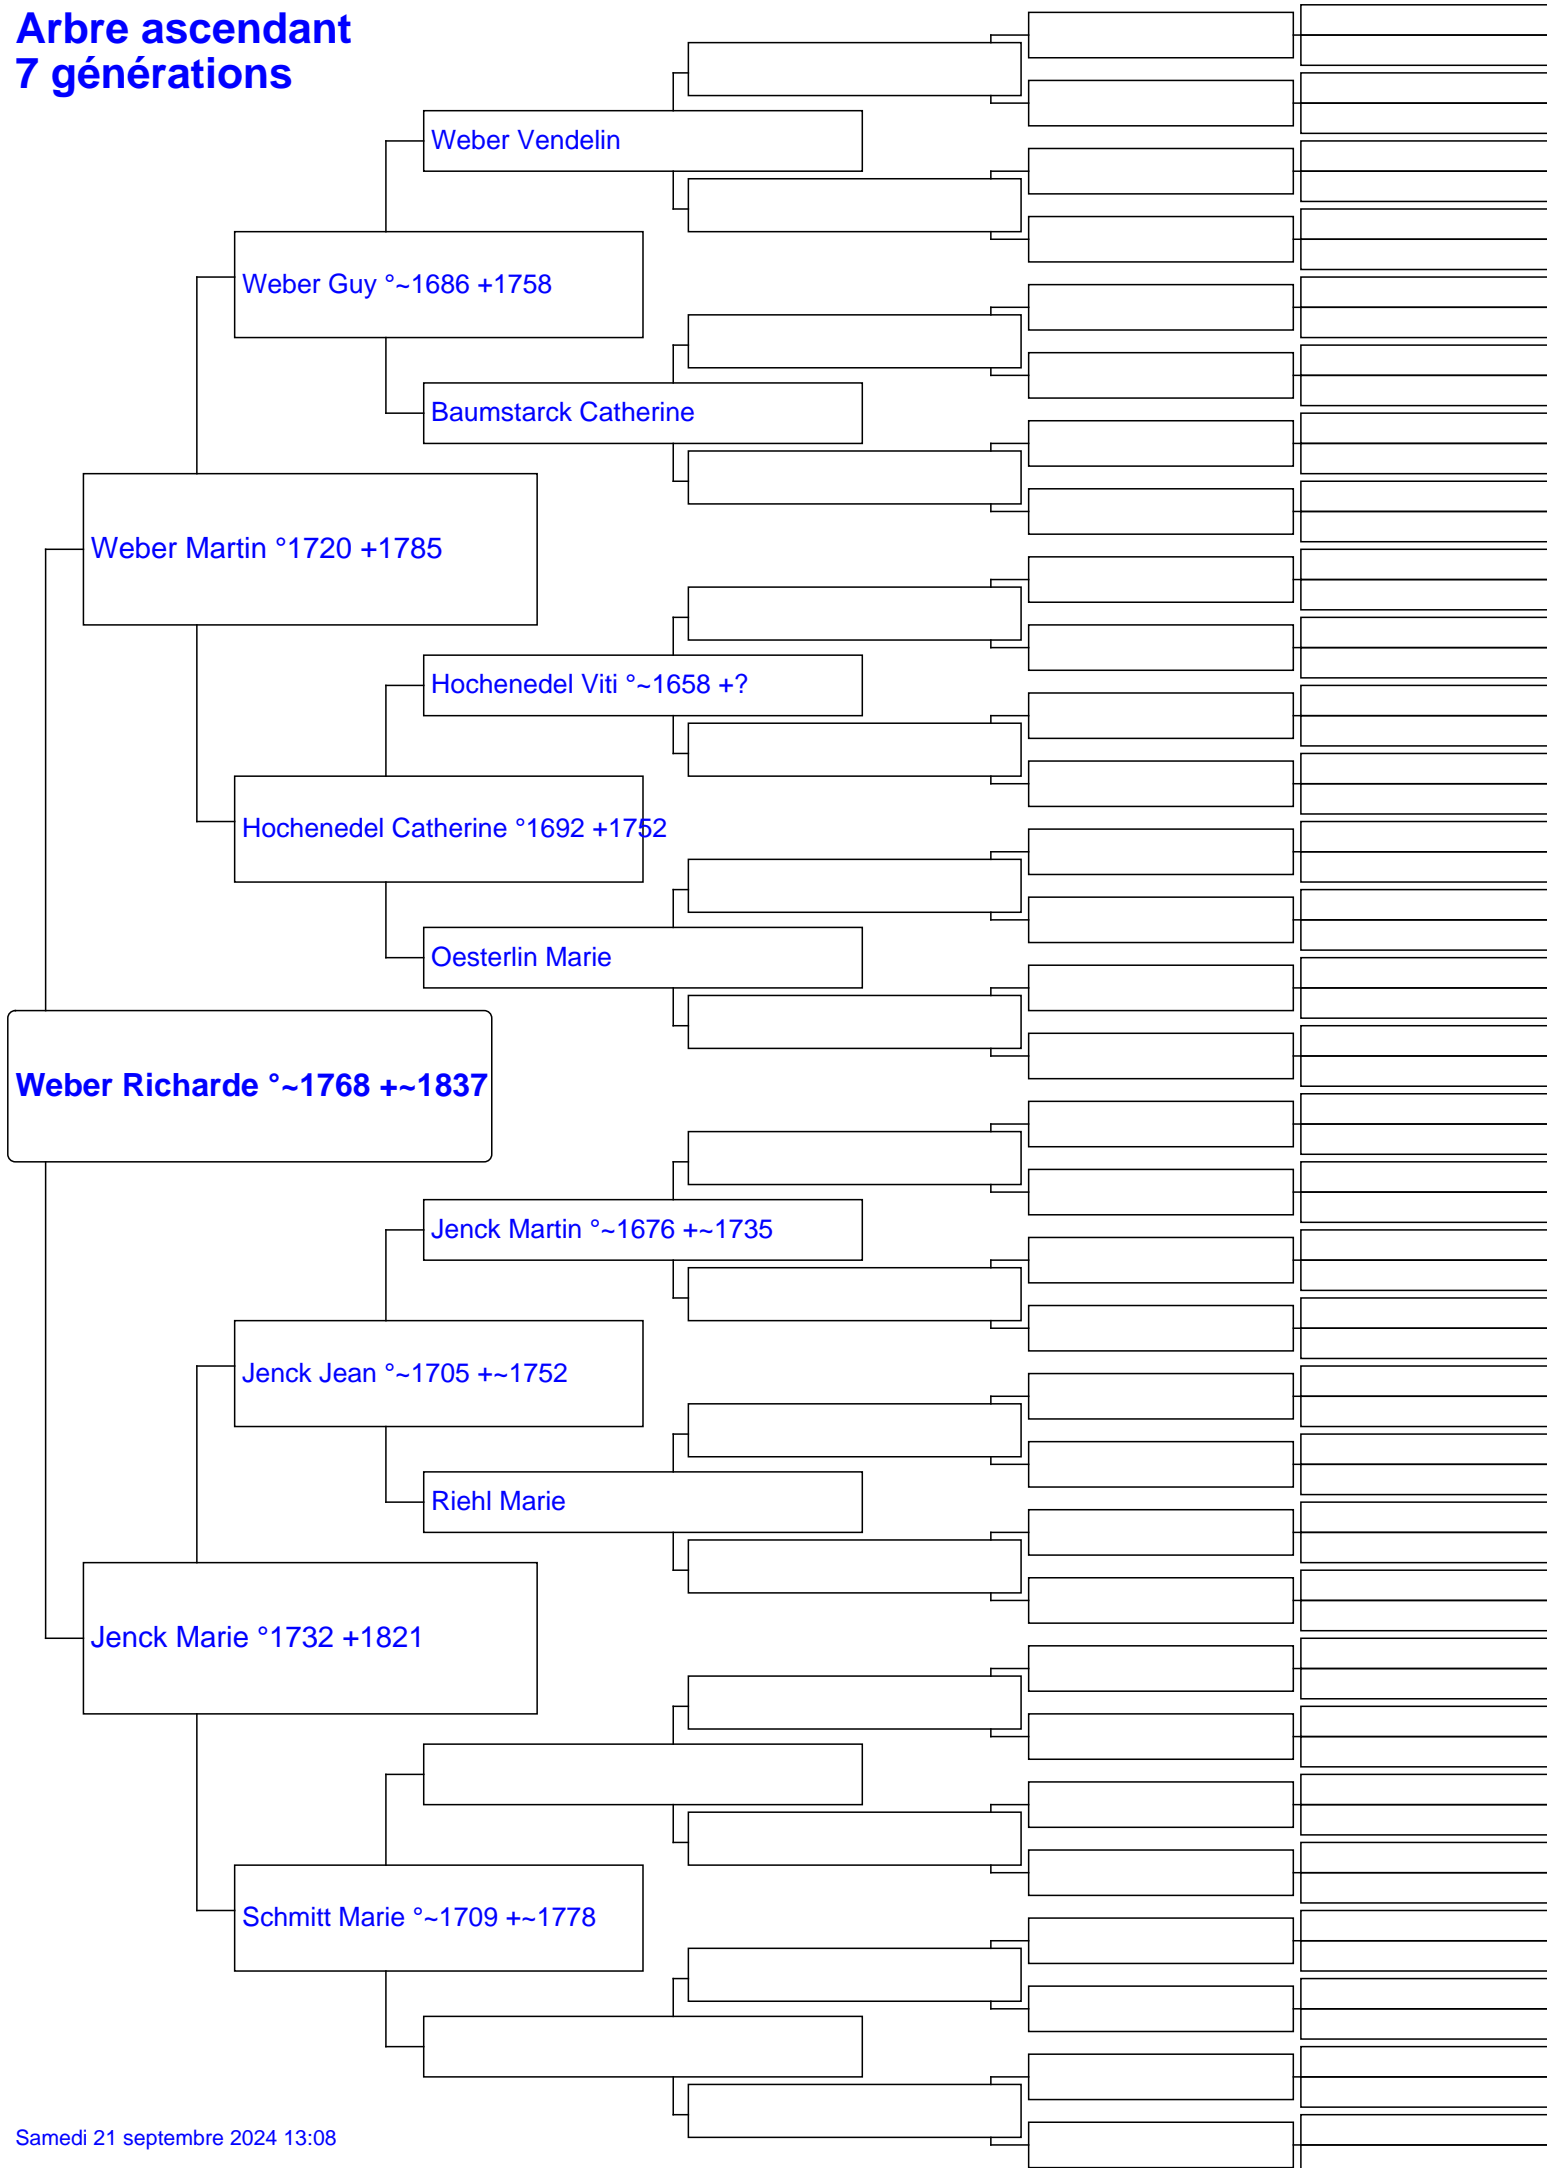 Arbre ascendant
7 générations
Weber Vendelin
Weber Guy °~1686 +1758
Baumstarck Catherine
Weber Martin °1720 +1785
Hochenedel Viti °~1658 +?
Hochenedel Catherine °1692 +1752
Oesterlin Marie
Weber Richarde °~1768 +~1837
Jenck Martin °~1676 +~1735
Jenck Jean °~1705 +~1752
Riehl Marie
Jenck Marie °1732 +1821
Schmitt Marie °~1709 +~1778
Samedi 21 septembre 2024 13:08